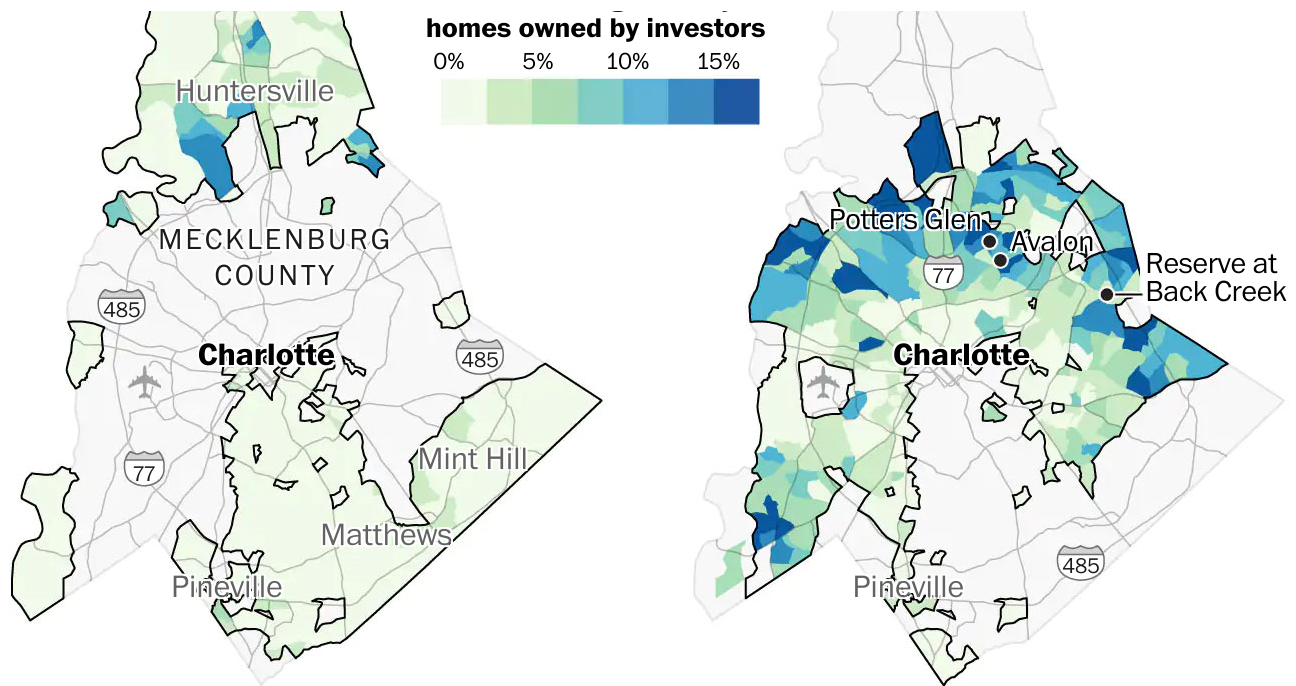 homes owned by investors
0% 5% 10% 15%
Huntersville
MECKLENBURG
COUNTY
485
Charlotte
485
77
Mint Hill
Matthews
Pineville
Potters Glen
Avalon
77
Reserve at
Back Creek
Charlotte
485
Pineville